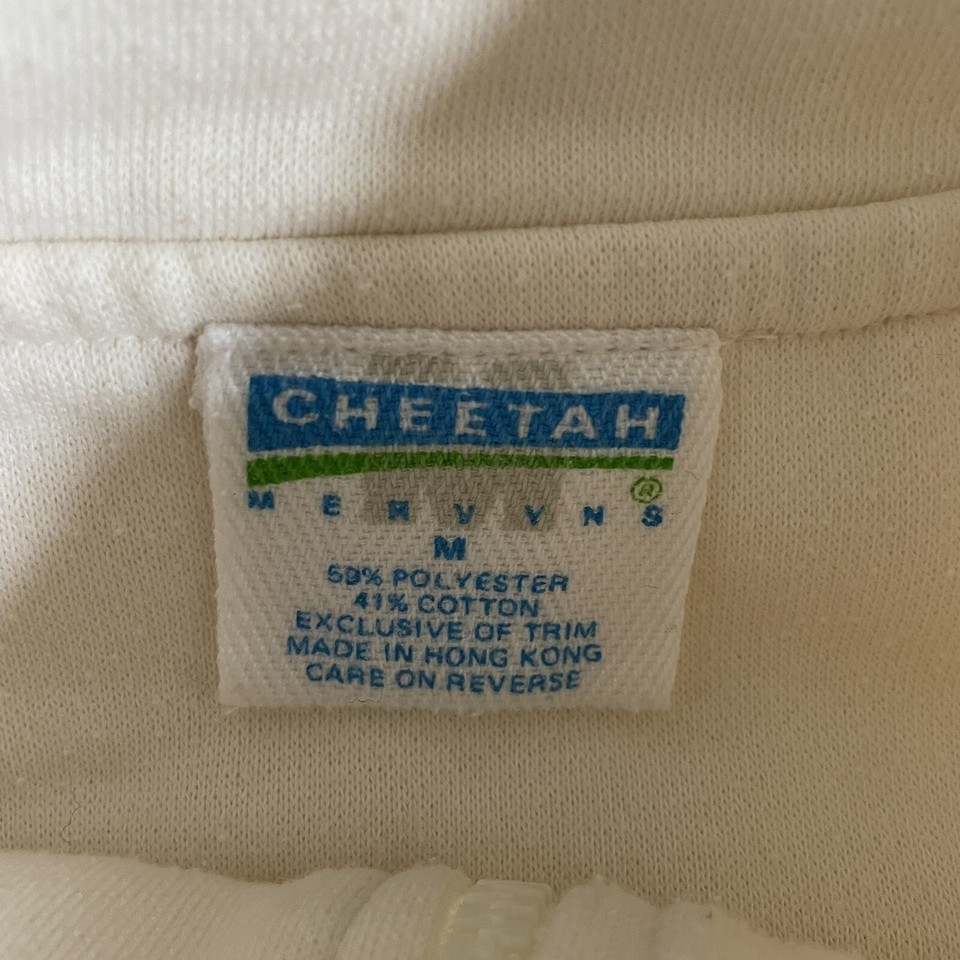 CHEETAH
MERVYNS®
M
59% POLYESTER
41% COTTON
EXCLUSIVE OF TRIM
MADE IN HONG KONG
CARE ON REVERSE